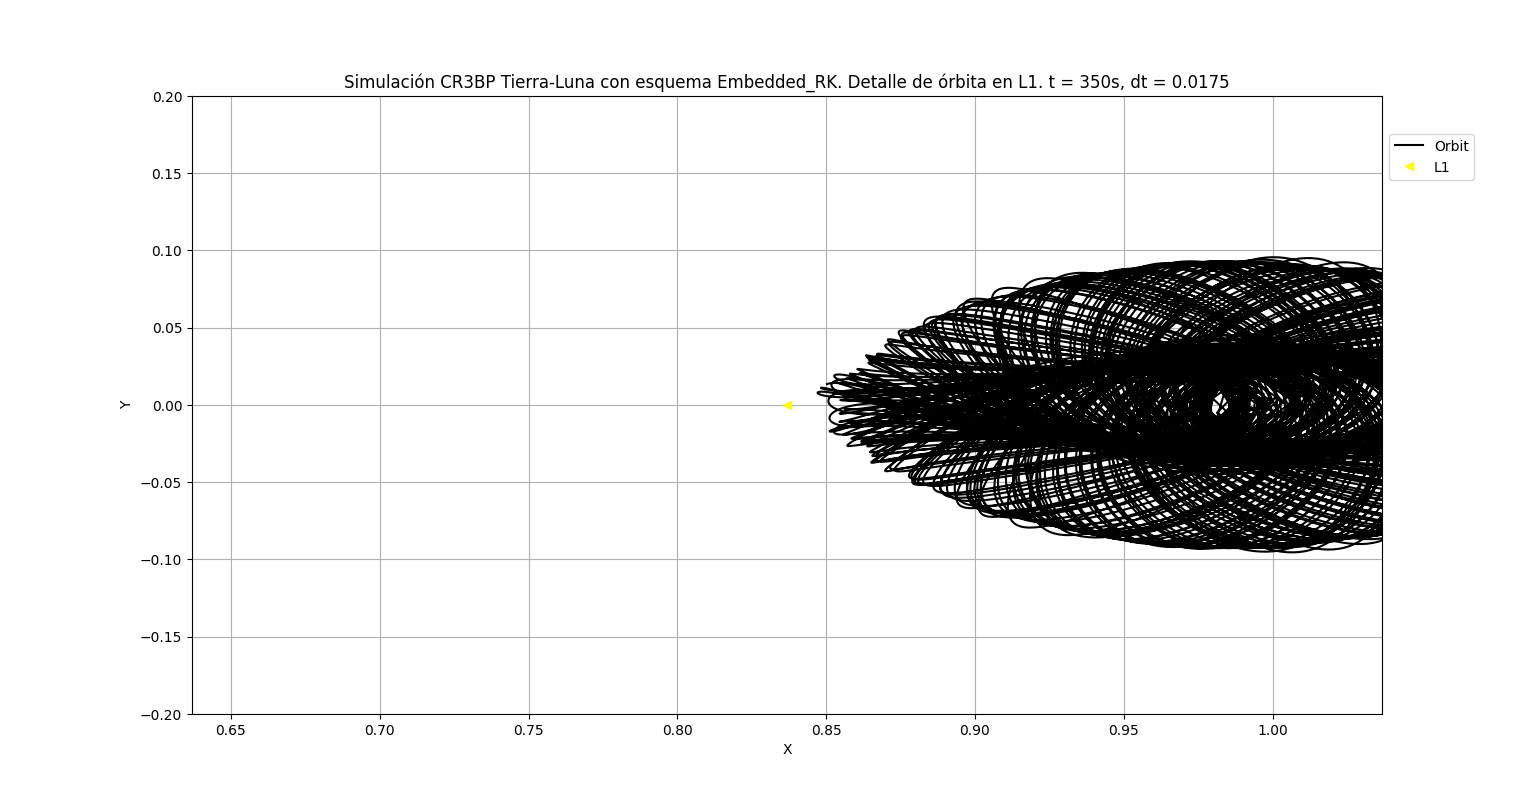 Simulación CR3BP Tierra-Luna con esquema Embedded_RK. Detalle de órbita en L1. t = 350s, dt = 0.0175
0.20
0.15
0.10
0.05
0.00
−0.05
−0.10
−0.15
−0.20
Y
0.65 0.70 0.75 0.80 0.85 0.90 0.95 1.00
X
Orbit
L1